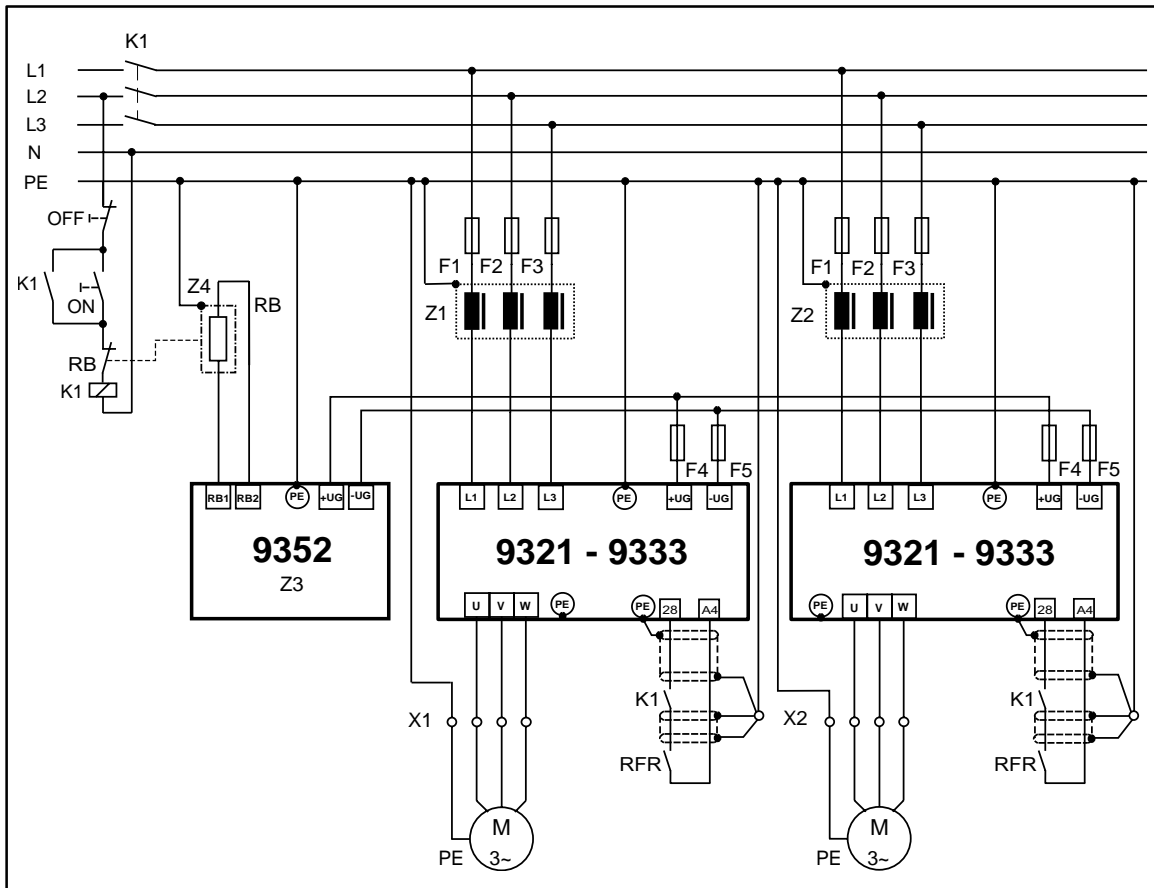 K1
L1
L2
L3
N
PE
OFF
K1
ON
Z4
RB
RB
K1
F1 F2 F3
Z1
F1 F2 F3
Z2
F4 F5
F4 F5
RB1 RB2 PE +UG -UG
9352
Z3
L1 L2 L3 PE +UG -UG
9321 - 9333
U V W PE PE 28 A4
L1 L2 L3 PE +UG -UG
9321 - 9333
PE U V W PE 28 A4
X1
K1
RFR
X2
K1
RFR
M
3~
PE
M
3~
PE